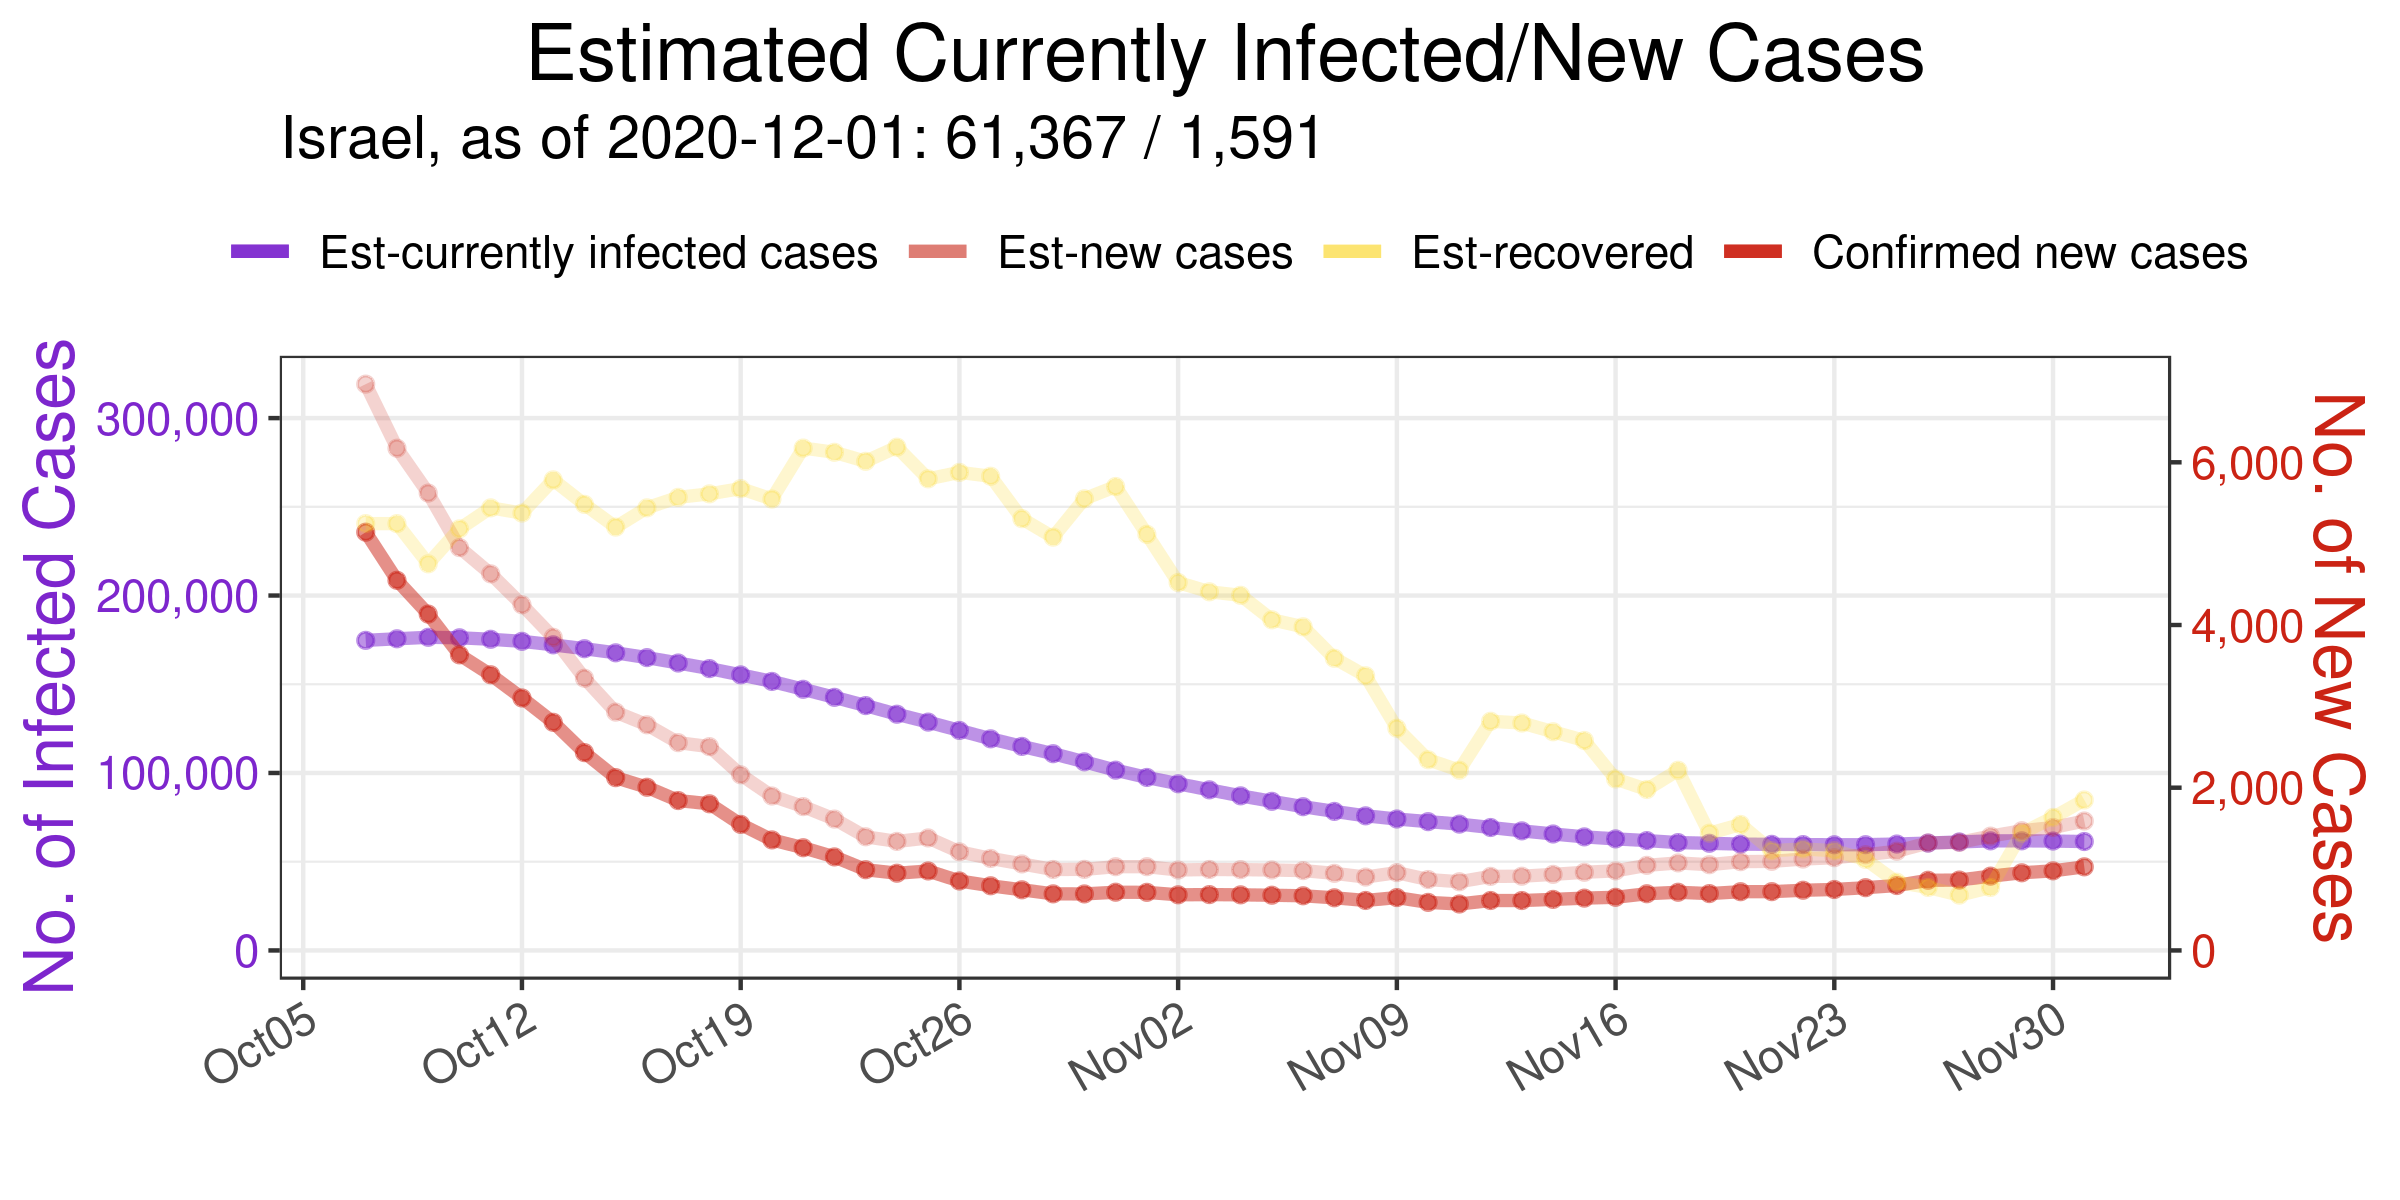 Estimated Currently Infected/New Cases
Israel, as of 2020-12-01: 61,367 / 1,591
Est-currently infected cases Est-new cases Est-recovered Confirmed new cases
No. of Infected Cases
300,000
200,000
100,000
0
No. of New Cases
6,000
4,000
2,000
0
Oct05 Oct12 Oct19 Oct26 Nov02 Nov09 Nov16 Nov23 Nov30